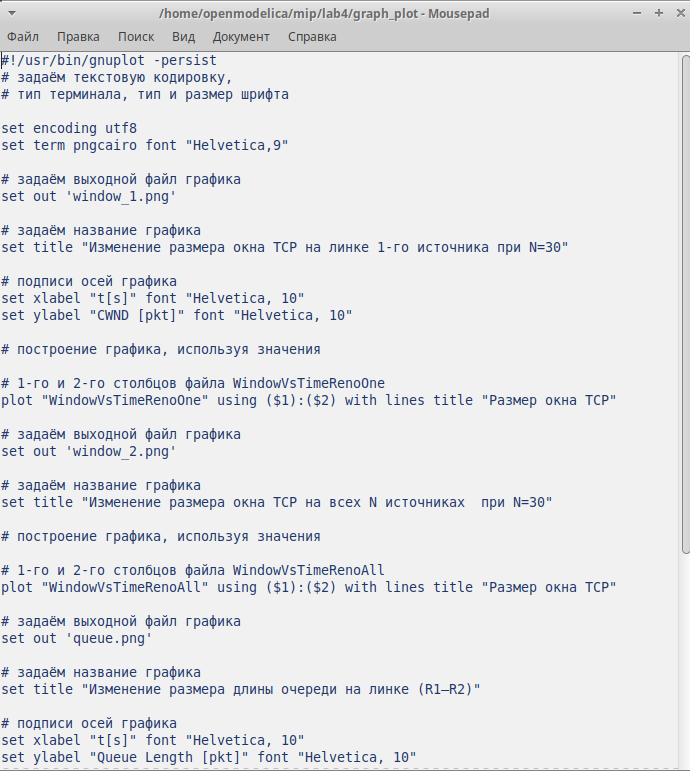 /home/openmodelica/mip/lab4/graph_plot - Mousepad
Файл Правка Поиск Вид Документ Справка
#!/usr/bin/gnuplot -persist
# задаём текстовую кодировку,
# тип терминала, тип и размер шрифта
set encoding utf8
set term pngcairo font "Helvetica,9"
# задаём выходной файл графика
set out 'window_1.png'
# задаём название графика
set title "Изменение размера окна TCP на линке 1-го источника при N=30"
# подписи осей графика
set xlabel "t[s]" font "Helvetica, 10"
set ylabel "CWND [pkt]" font "Helvetica, 10"
# построение графика, используя значения
# 1-го и 2-го столбцов файла WindowVsTimeRenoOne
plot "WindowVsTimeRenoOne" using ($1):($2) with lines title "Размер окна TCP"
# задаём выходной файл графика
set out 'window_2.png'
# задаём название графика
set title "Изменение размера окна TCP на всех N источниках  при N=30"
# построение графика, используя значения
# 1-го и 2-го столбцов файла WindowVsTimeRenoAll
plot "WindowVsTimeRenoAll" using ($1):($2) with lines title "Размер окна TCP"
# задаём выходной файл графика
set out 'queue.png'
# задаём название графика
set title "Изменение размера длины очереди на линке (R1–R2)"
# подписи осей графика
set xlabel "t[s]" font "Helvetica, 10"
set ylabel "Queue Length [pkt]" font "Helvetica, 10"